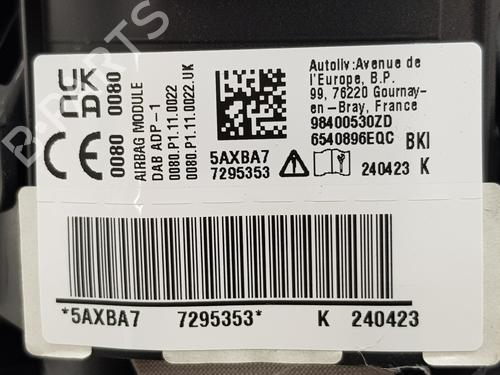 UK
CA
0080
0080
CE
0080
0080
AIRBAG MODULE
DAB ADP-1
0080.P1.11.0022
0080.P1.11.0022.UK
5AXBA7
7295353
Autoliv:Avenue de
l'Europe, B.P.
99, 76220 Gournay-
en-Bray, France
98400530ZD
6540896EQC BKI
240423 K
*5AXBA7 7295353* K 240423
B-PARTS